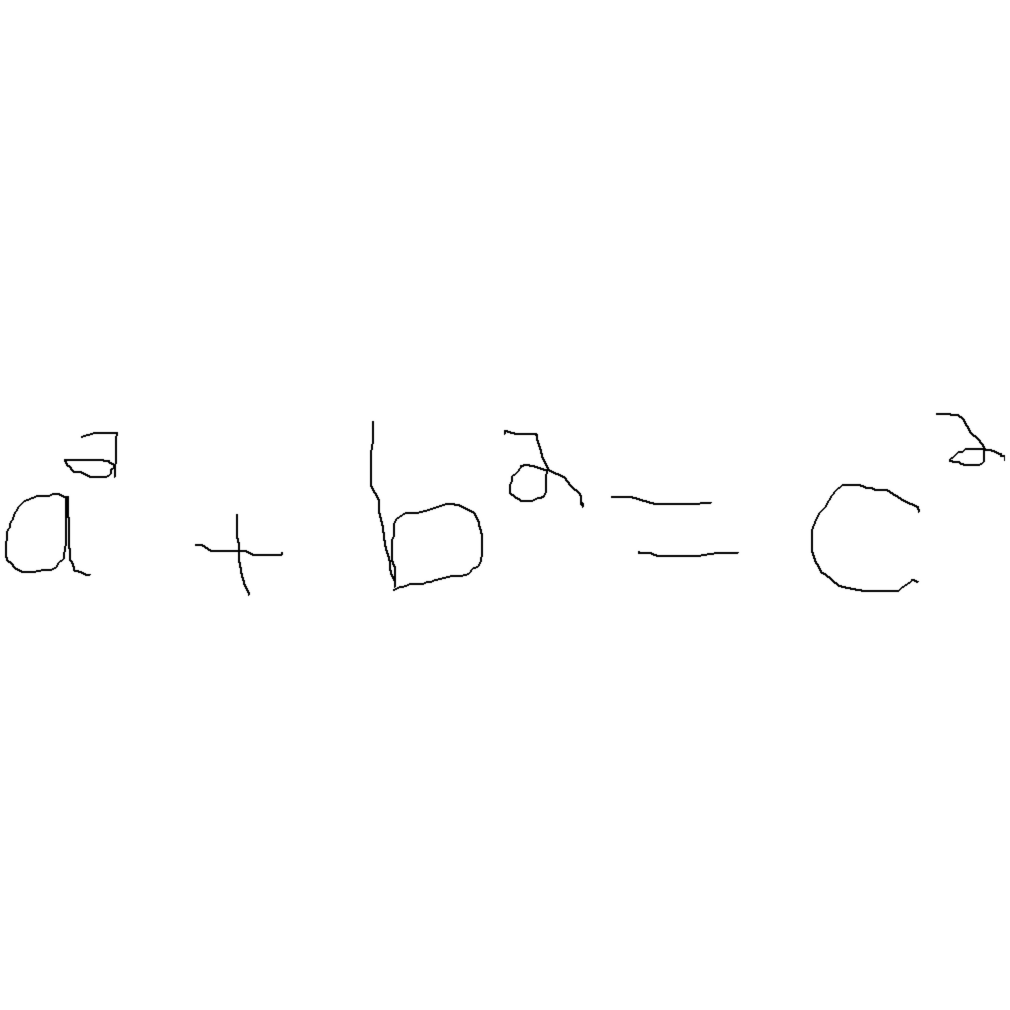 a² + b² = c²